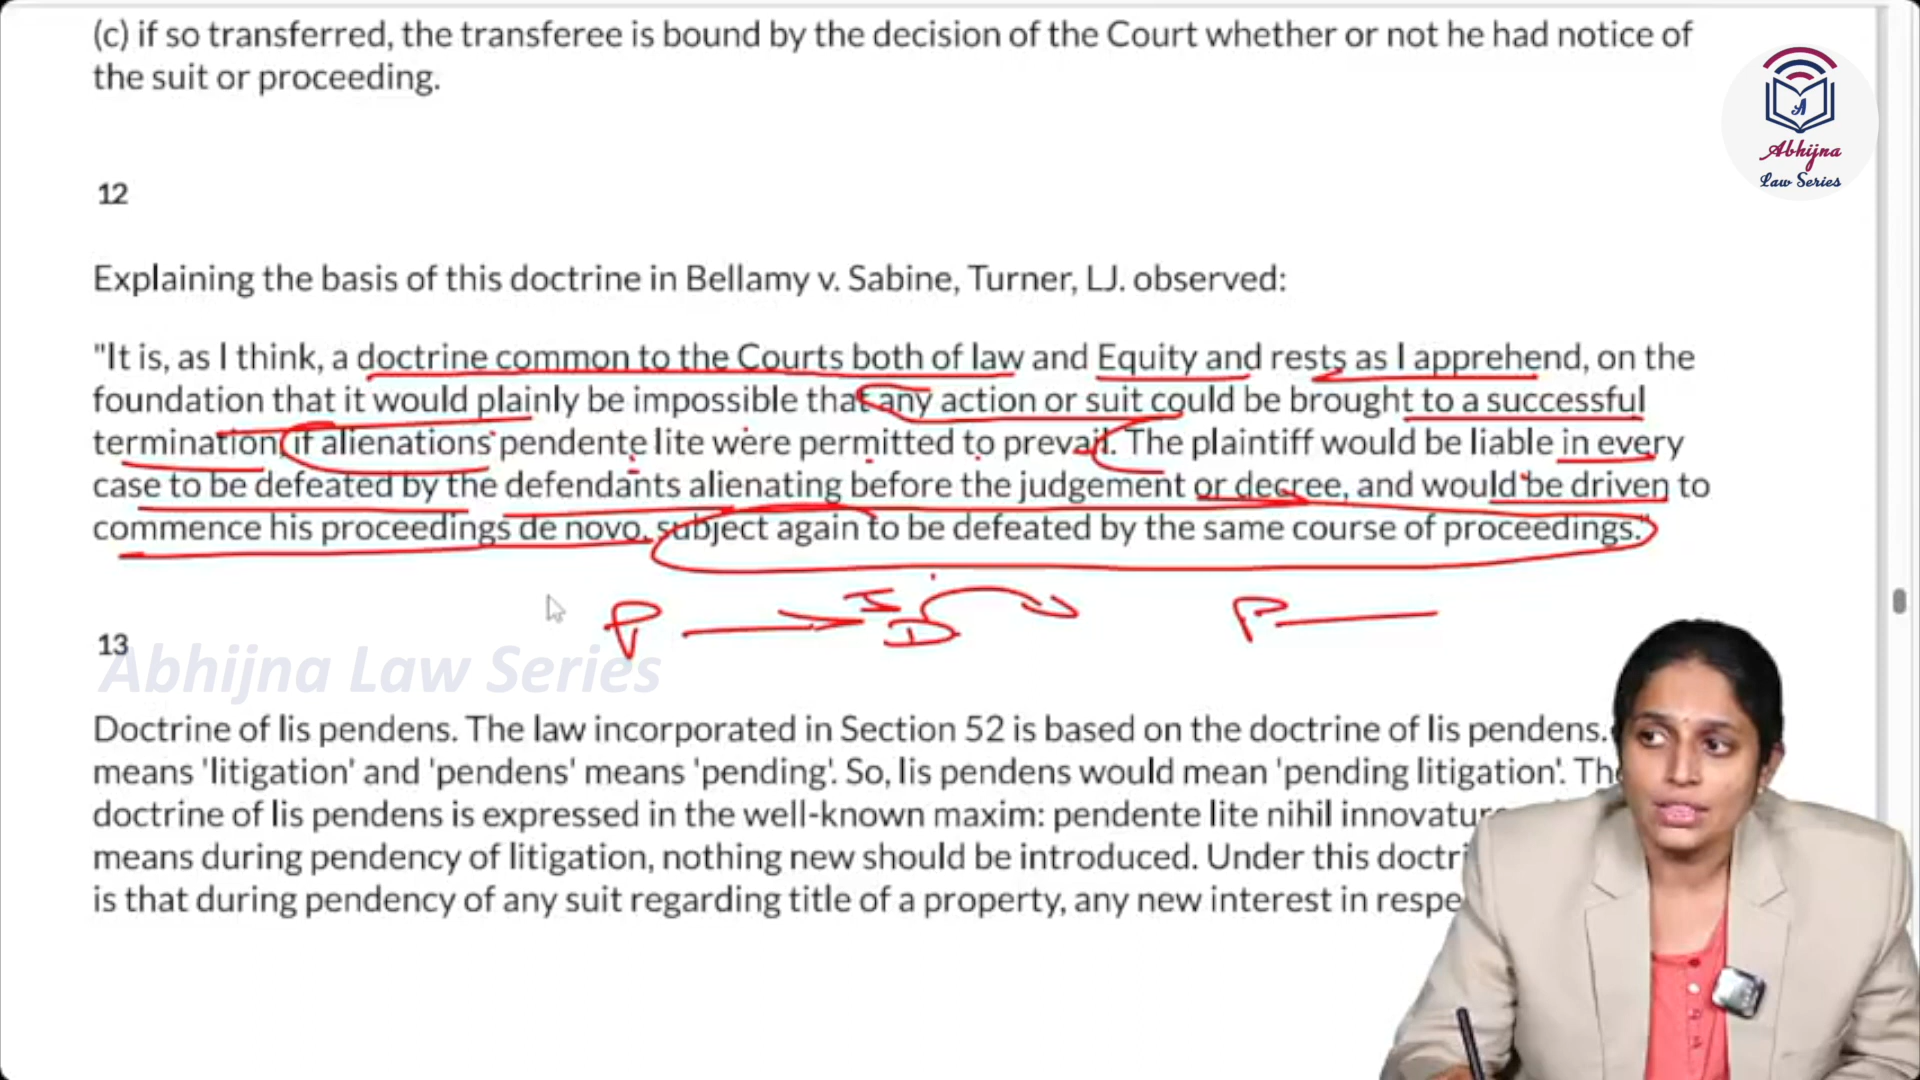 (c) if so transferred, the transferee is bound by the decision of the Court whether or not he had notice of
the suit or proceeding.
A
Abhijna
Law Series
12
Explaining the basis of this doctrine in Bellamy v. Sabine, Turner, LJ. observed:
"It is, as I think, a doctrine common to the Courts both of law and Equity and rests as I apprehend, on the
foundation that it would plainly be impossible that any action or suit could be brought to a successful
termination if alienations pendente lite were permitted to prevail. The plaintiff would be liable in every
case to be defeated by the defendants alienating before the judgement or decree, and would be driven to
commence his proceedings de novo, subject again to be defeated by the same course of proceedings."
P I D P
13
Abhijna Law Series
Doctrine of lis pendens. The law incorporated in Section 52 is based on the doctrine of lis pendens.
means 'litigation' and 'pendens' means 'pending'. So, lis pendens would mean 'pending litigation'.
doctrine of lis pendens is expressed in the well-known maxim: pendente lite nihil
means during pendency of litigation, nothing new should be introduced. Under this
is that during pendency of any suit regarding title of a property, any new interest in